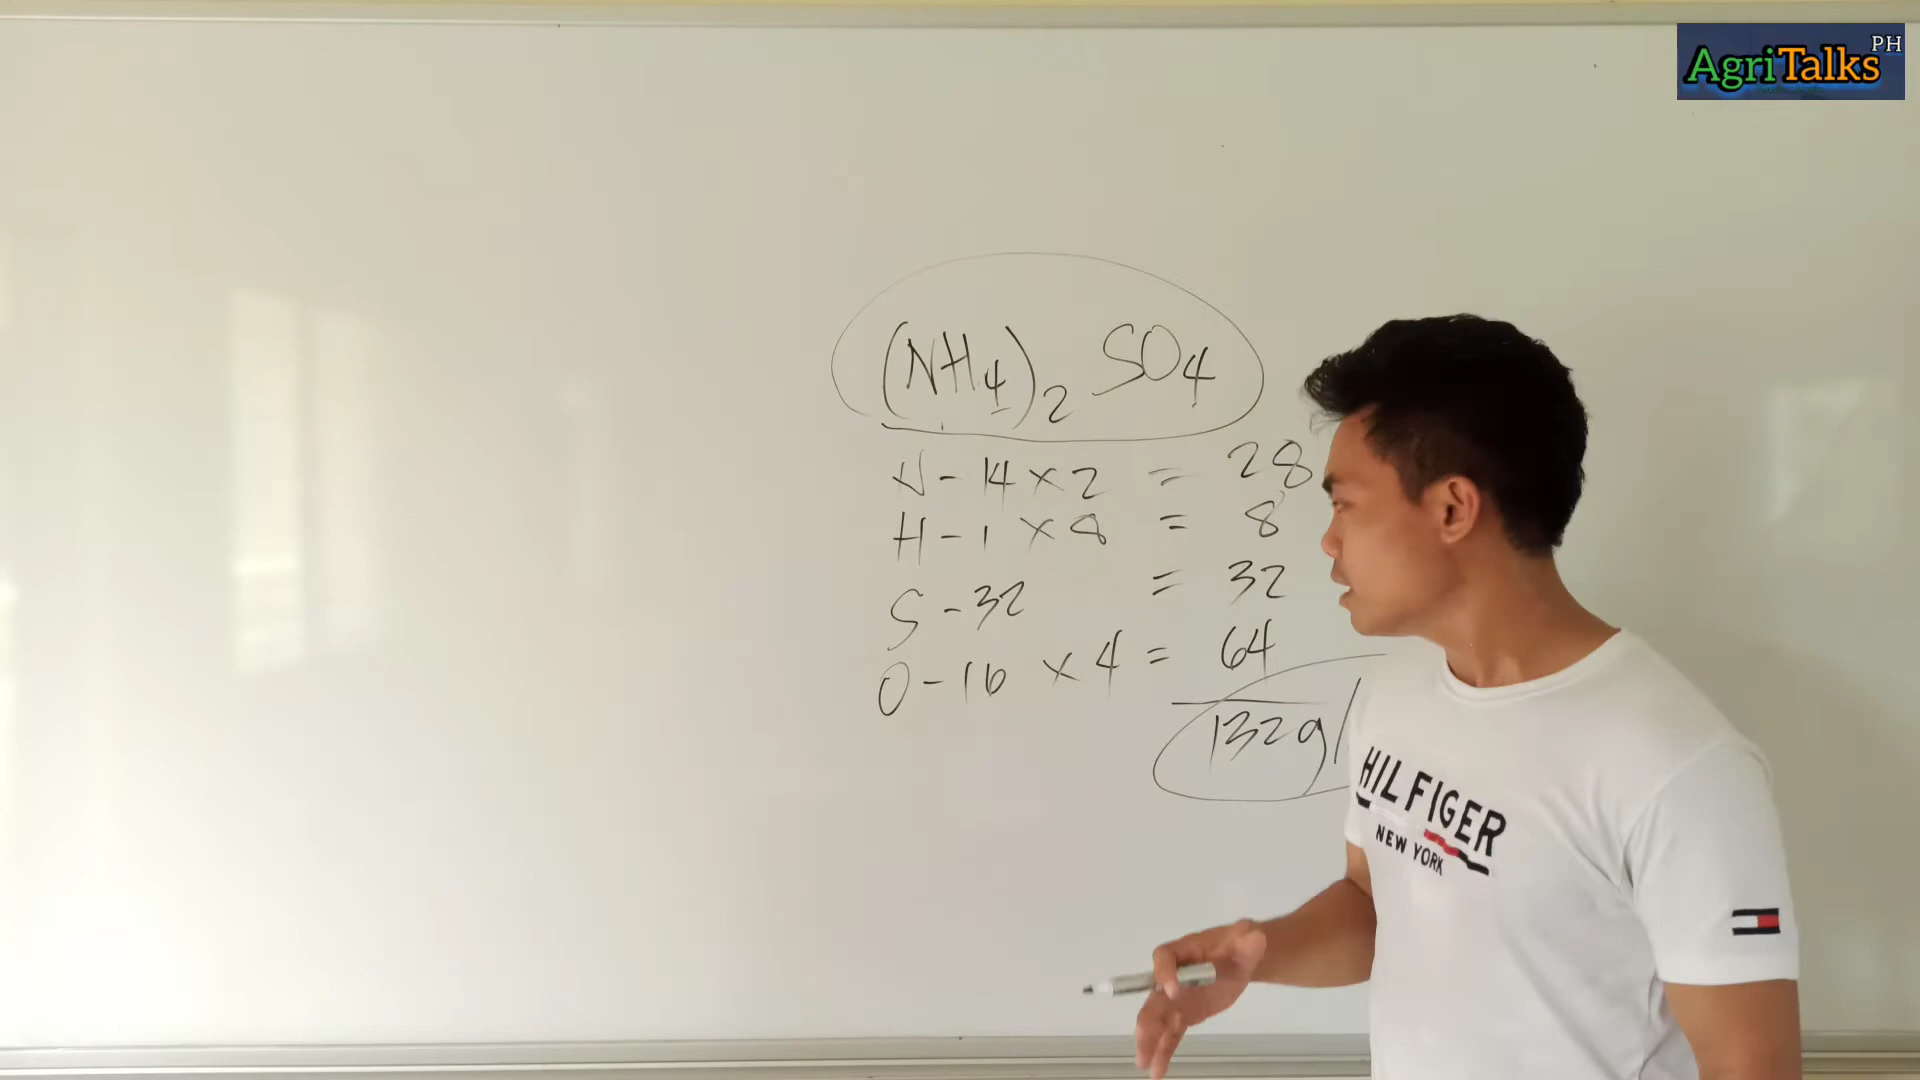 AgriTalks PH
(NH4)2 SO4
N - 14 x 2 = 28
H - 1 x 8 = 8
S - 32 = 32
O - 16 x 4 = 64
132g/
HILFIGER
NEW YORK